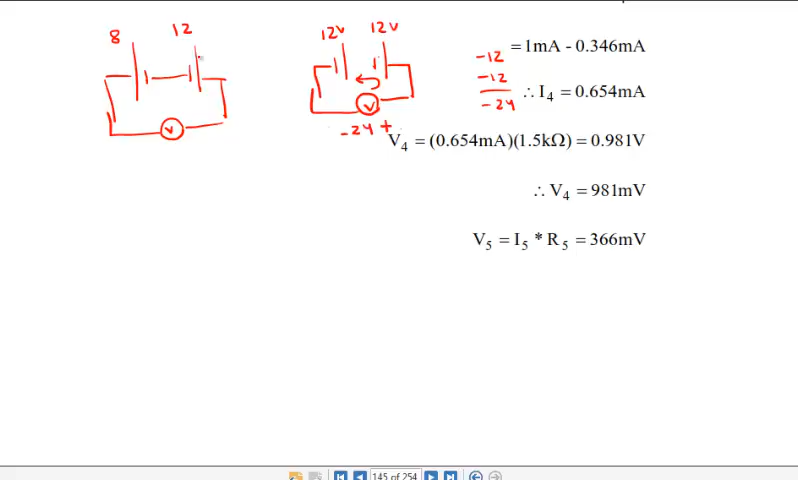 8 12
12V 12V
V
V
-24 +
-12
-12
-24
= 1mA - 0.346mA
∴ I₄ = 0.654mA
V₄ = (0.654mA)(1.5kΩ) = 0.981V
∴ V₄ = 981mV
V₅ = I₅ * R₅ = 366mV
145 of 254